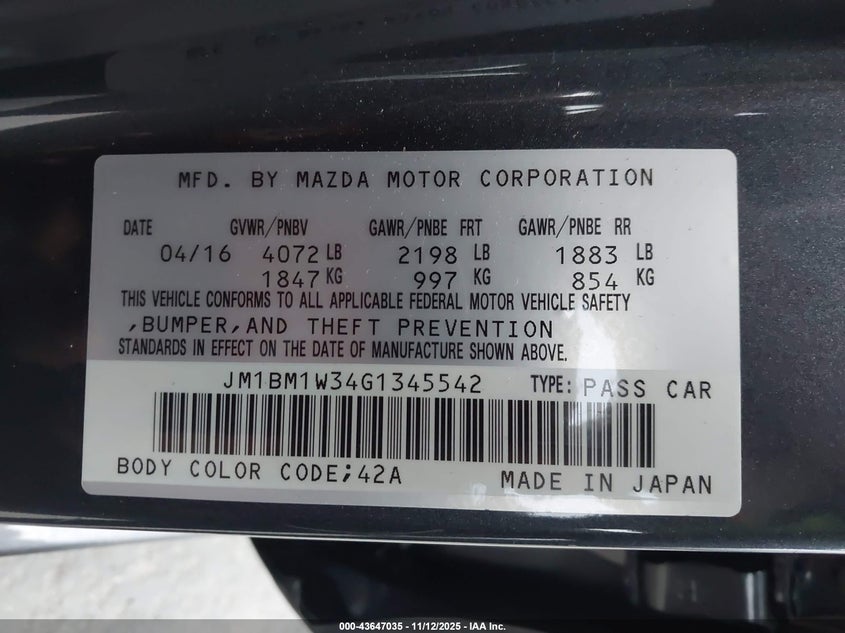 MFD. BY MAZDA MOTOR CORPORATION
DATE GVWR/PNBV GAWR/PNBE FRT GAWR/PNBE RR
04/16 4072 LB 2198 LB 1883 LB
1847 KG 997 KG 854 KG
THIS VEHICLE CONFORMS TO ALL APPLICABLE FEDERAL MOTOR VEHICLE SAFETY
,BUMPER,AND THEFT PREVENTION
STANDARDS IN EFFECT ON THE DATE OF MANUFACTURE SHOWN ABOVE.
JM1BM1W34G1345542 TYPE: PASS CAR
BODY COLOR CODE;42A MADE IN JAPAN
000-43647035 - 11/12/2025 - IAA Inc.